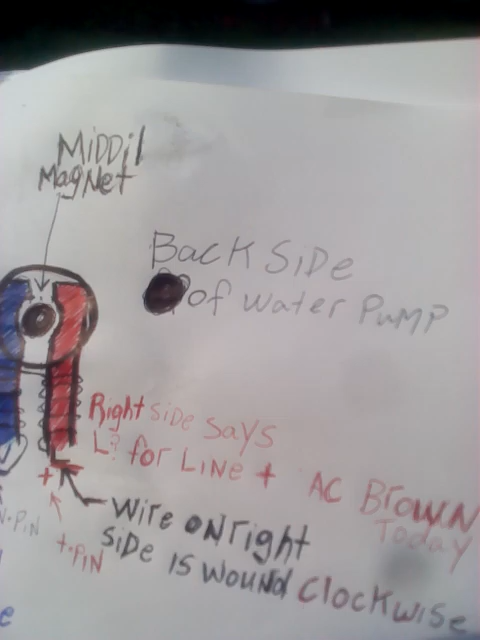 MiDDil
MagNet
Back SiDe
of water PuMP
Right side says
L? for LiNe + AC BrowN
Today
+
Wire oN right
N-PiN
+-PiN
SiDe is wound Clockwise
e